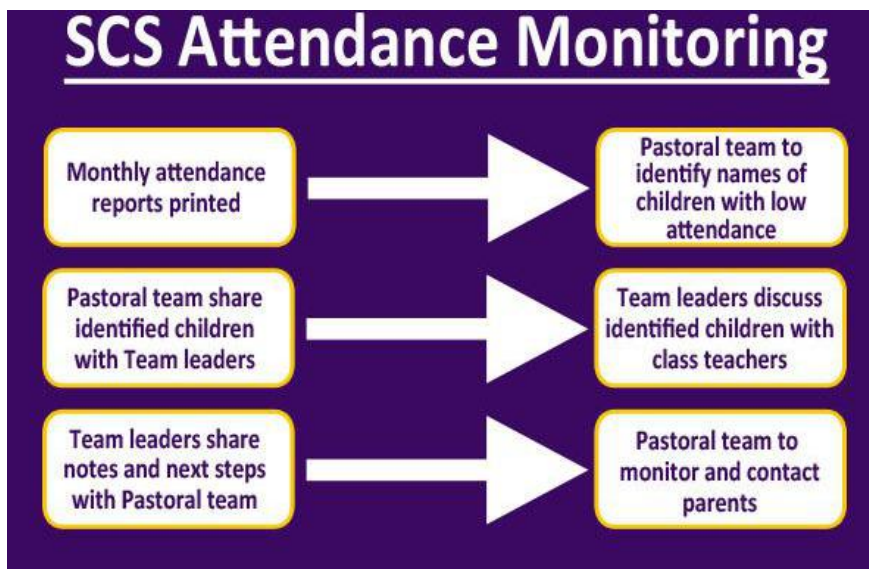 SCS Attendance Monitoring
Monthly attendance
reports printed
Pastoral team to
identify names of
children with low
attendance
Pastoral team share
identified children
with Team leaders
Team leaders discuss
identified children with
class teachers
Team leaders share
notes and next steps
with Pastoral team
Pastoral team to
monitor and contact
parents